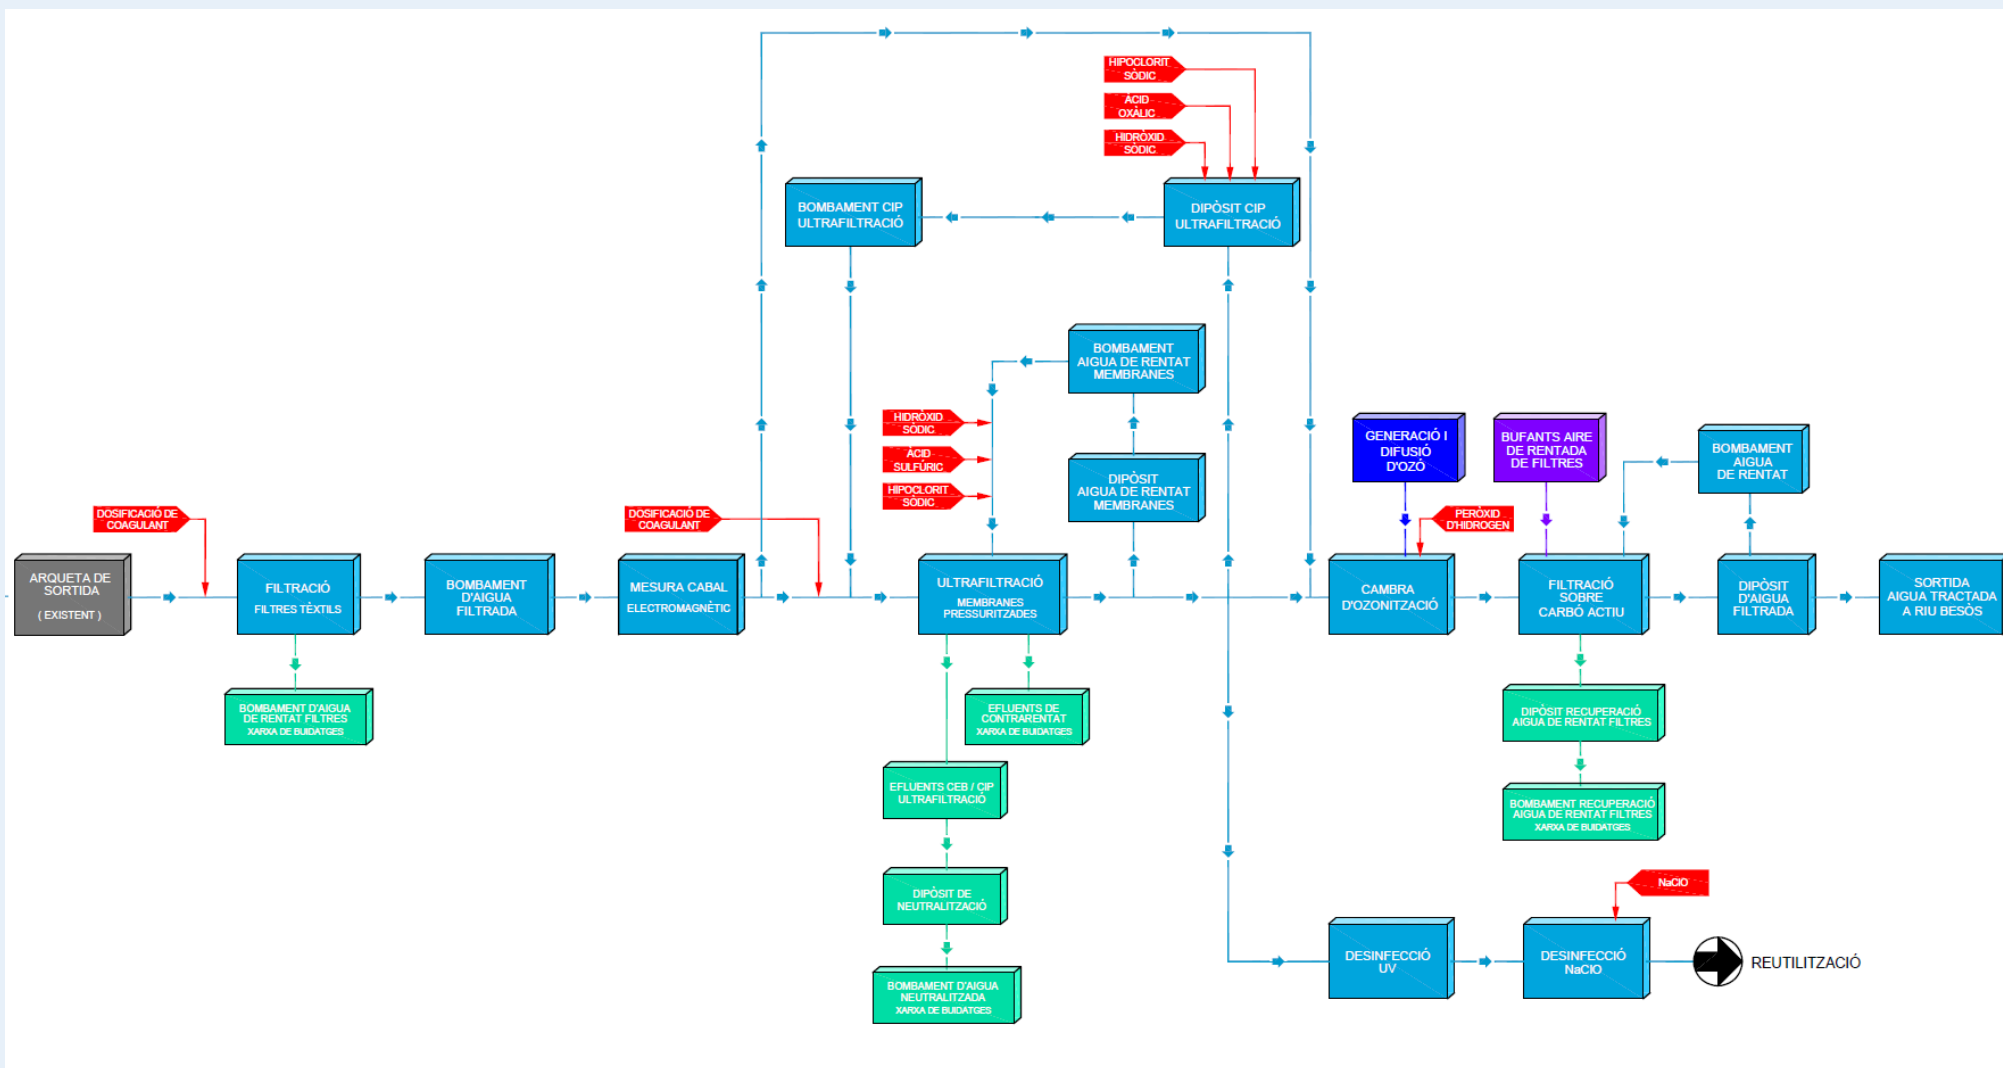 HIPOCLORIT
SÒDIC
ÀCID
OXÀLIC
HIDRÒXID
SÒDIC
BOMBAMENT CIP
ULTRAFILTRACIÓ
DIPÒSIT CIP
ULTRAFILTRACIÓ
BOMBAMENT
AIGUA DE RENTAT
MEMBRANES
HIDRÒXID
SÒDIC
ÀCID
SULFÚRIC
HIPOCLORIT
SÒDIC
DIPÒSIT
AIGUA DE RENTAT
MEMBRANES
GENERACIÓ I
DIFUSIÓ
D'OZÓ
BUFANTS AIRE
DE RENTADA
DE FILTRES
BOMBAMENT
AIGUA
DE RENTAT
DOSIFICACIÓ DE
COAGULANT
DOSIFICACIÓ DE
COAGULANT
PERÒXID
D'HIDROGEN
ARQUETA DE
SORTIDA
( EXISTENT )
FILTRACIÓ
FILTRES TÈXTILS
BOMBAMENT
D'AIGUA
FILTRADA
MESURA CABAL
ELECTROMAGNÈTIC
ULTRAFILTRACIÓ
MEMBRANES
PRESSURITZADES
CAMBRA
D'OZONITZACIÓ
FILTRACIÓ
SOBRE
CARBÓ ACTIU
DIPÒSIT
D'AIGUA
FILTRADA
SORTIDA
AIGUA TRACTADA
A RIU BESÒS
BOMBAMENT D'AIGUA
DE RENTAT FILTRES
XARXA DE BUIDATGES
EFLUENTS DE
CONTRARENTAT
XARXA DE BUIDATGES
DIPÒSIT RECUPERACIÓ
AIGUA DE RENTAT FILTRES
EFLUENTS CEB / CIP
ULTRAFILTRACIÓ
BOMBAMENT RECUPERACIÓ
AIGUA DE RENTAT FILTRES
XARXA DE BUIDATGES
DIPÒSIT DE
NEUTRALITZACIÓ
NaClO
BOMBAMENT D'AIGUA
NEUTRALITZADA
XARXA DE BUIDATGES
DESINFECCIÓ
UV
DESINFECCIÓ
NaClO
REUTILITZACIÓ